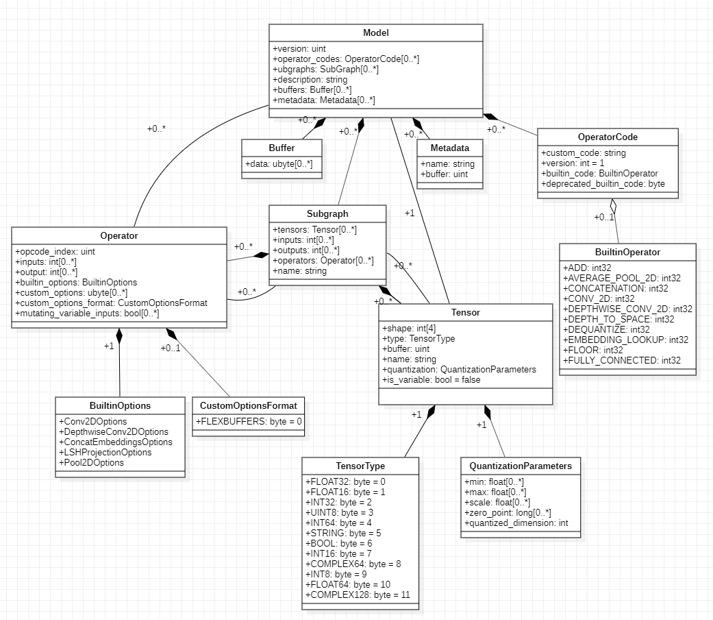 Model
+version: uint
+operator_codes: OperatorCode[0..*]
+ubgraphs: SubGraph[0..*]
+description: string
+buffers: Buffer[0..*]
+metadata: Metadata[0..*]
+0..*
+0..*
+0..*
+0..*
+0..*
Buffer
+data: ubyte[0..*]
Metadata
+name: string
+buffer: uint
OperatorCode
+custom_code: string
+version: int = 1
+builtin_code: BuiltinOperator
+deprecated_builtin_code: byte
+1
+0..1
Subgraph
+tensors: Tensor[0..*]
+inputs: int[0..*]
+outputs: int[0..*]
+operators: Operator[0..*]
+name: string
Operator
+opcode_index: uint
+inputs: int[0..*]
+output: int[0..*]
+builtin_options: BuiltinOptions
+custom_options: ubyte[0..*]
+custom_options_format: CustomOptionsFormat
+mutating_variable_inputs: bool[0..*]
+0..*
+0..*
+0..*
+0..*
BuiltinOperator
+ADD: int32
+AVERAGE_POOL_2D: int32
+CONCATENATION: int32
+CONV_2D: int32
+DEPTHWISE_CONV_2D: int32
+DEPTH_TO_SPACE: int32
+DEQUANTIZE: int32
+EMBEDDING_LOOKUP: int32
+FLOOR: int32
+FULLY_CONNECTED: int32
Tensor
+shape: int[4]
+type: TensorType
+buffer: uint
+name: string
+quantization: QuantizationParameters
+is_variable: bool = false
+1
+0..1
BuiltinOptions
+Conv2DOptions
+DepthwiseConv2DOptions
+ConcatEmbeddingsOptions
+LSHProjectionOptions
+Pool2DOptions
CustomOptionsFormat
+FLEXBUFFERS: byte = 0
+1
+1
TensorType
+FLOAT32: byte = 0
+FLOAT16: byte = 1
+INT32: byte = 2
+UINT8: byte = 3
+INT64: byte = 4
+STRING: byte = 5
+BOOL: byte = 6
+INT16: byte = 7
+COMPLEX64: byte = 8
+INT8: byte = 9
+FLOAT64: byte = 10
+COMPLEX128: byte = 11
QuantizationParameters
+min: float[0..*]
+max: float[0..*]
+scale: float[0..*]
+zero_point: long[0..*]
+quantized_dimension: int